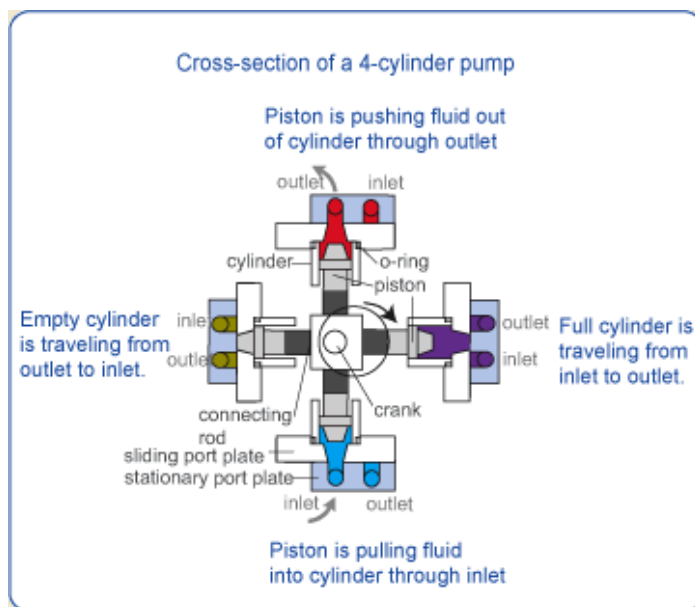 Cross-section of a 4-cylinder pump
Piston is pushing fluid out
of cylinder through outlet
outlet
inlet
cylinder
o-ring
piston
Empty cylinder
is traveling from
outlet to inlet.
inlet
outlet
outlet
inlet
Full cylinder is
traveling from
inlet to outlet.
connecting
rod
crank
sliding port plate
stationary port plate
inlet
outlet
Piston is pulling fluid
into cylinder through inlet